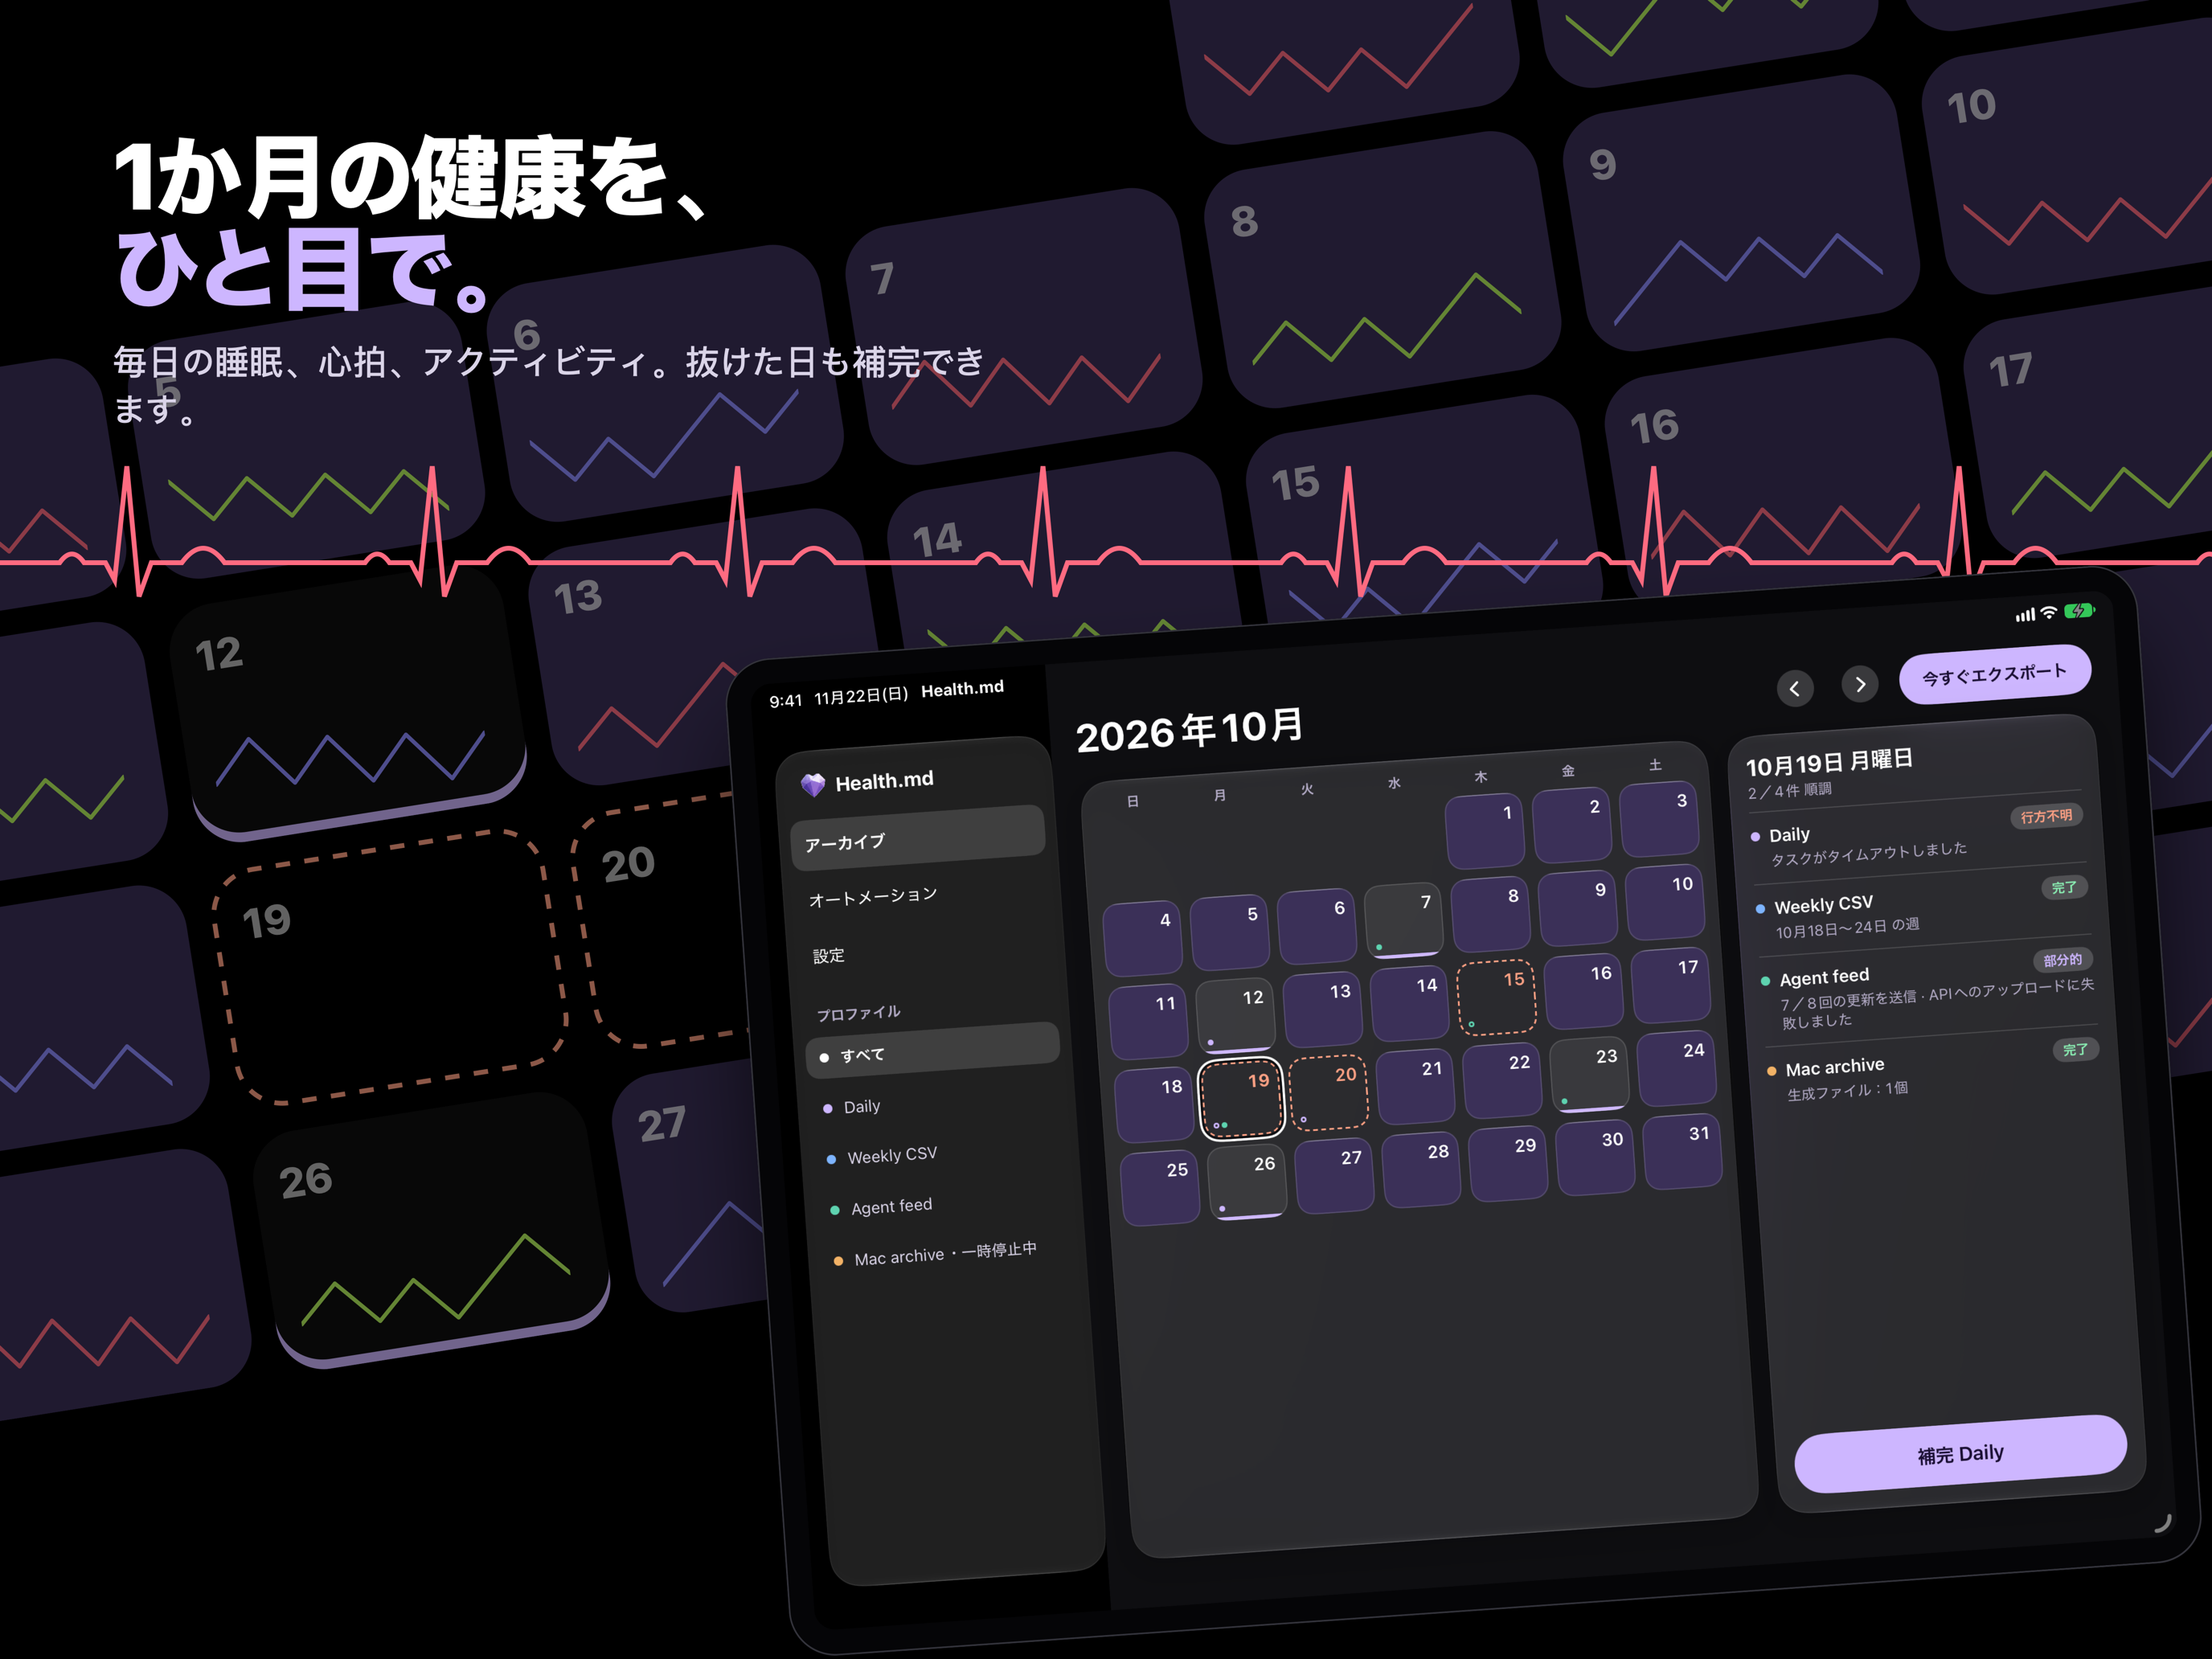 1か月の健康を、
ひと目で。
毎日の睡眠、心拍、アクティビティ。抜けた日も補完でき
ます。
5
6
7
8
9
10
12
13
14
15
16
17
19
20
26
27
9:41 11月22日(日) Health.md
Health.md
アーカイブ
オートメーション
設定
プロファイル
すべて
Daily
Weekly CSV
Agent feed
Mac archive・一時停止中
2026年10月
今すぐエクスポート
日 月 火 水 木 金 土
1 2 3
4 5 6 7 8 9 10
11 12 13 14 15 16 17
18 19 20 21 22 23 24
25 26 27 28 29 30 31
10月19日 月曜日
2／4件 順調
Daily 行方不明
タスクがタイムアウトしました
Weekly CSV 完了
10月18日～24日 の週
Agent feed 部分的
7／8回の更新を送信・APIへのアップロードに失
敗しました
Mac archive 完了
生成ファイル：1個
補完 Daily